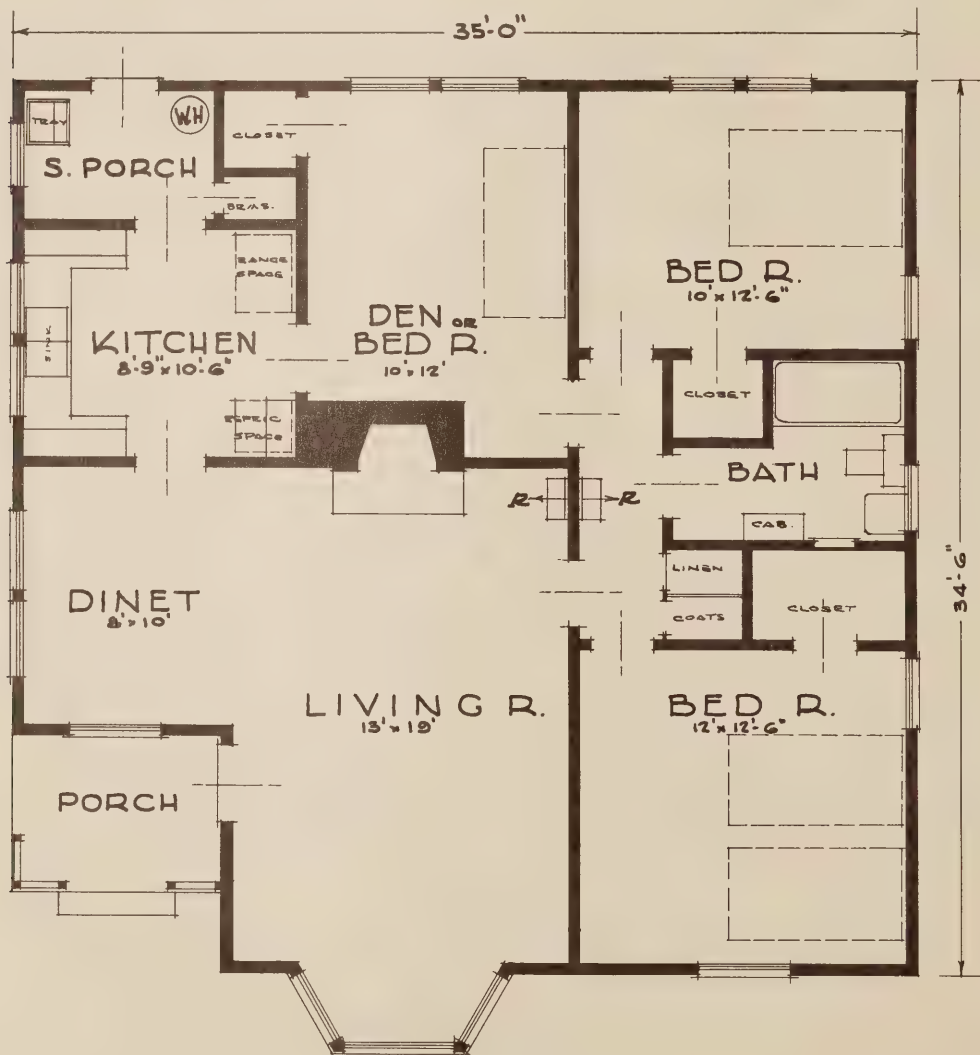 35'-0"
TRAY
WH
CLOSET
S. PORCH
BRMS.
RANGE
SPACE
BED R.
10' x 12'-6"
DEN OR
BED R.
10' x 12'
KITCHEN
8'-9" x 10'-6"
SINK
CLOSET
REFRIG
SPACE
BATH
R
R
CAB.
34'-6"
LINEN
DINET
8' x 10'
COATS
CLOSET
LIVING R.
13' x 19'
BED R.
12' x 12'-6"
PORCH